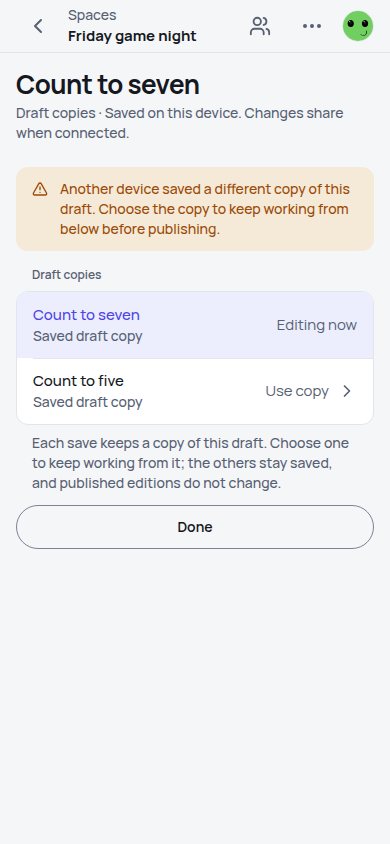 Spaces
Friday game night
Count to seven
Draft copies · Saved on this device. Changes share
when connected.
Another device saved a different copy of this
draft. Choose the copy to keep working from
below before publishing.
Draft copies
Count to seven
Saved draft copy
Editing now
Count to five
Saved draft copy
Use copy
Each save keeps a copy of this draft. Choose one
to keep working from it; the others stay saved,
and published editions do not change.
Done